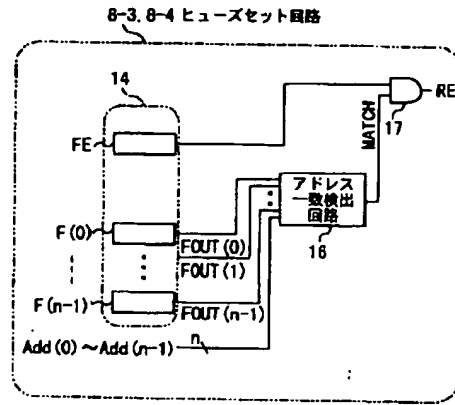 8-3, 8-4 ヒューズセット回路
14
FE
RE
17
MATCH
アドレス
一致検出
回路
16
F(0)
FOUT(0)
FOUT(1)
F(n-1)
FOUT(n-1)
Add(0) ～Add(n-1)
n